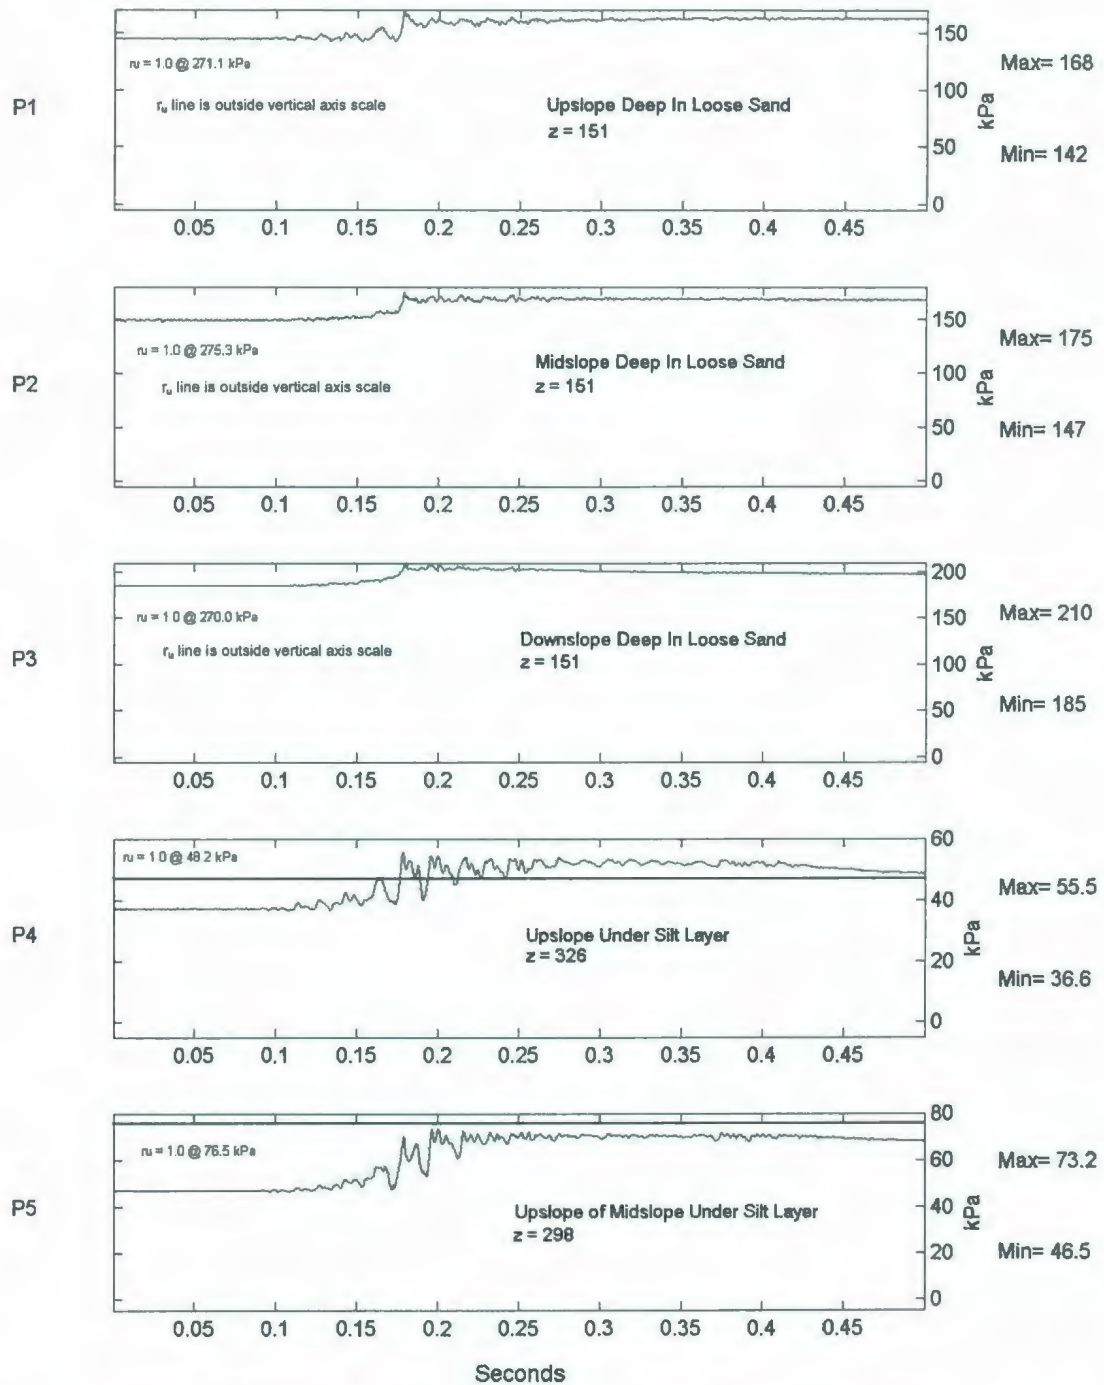 P1
ru = 1.0 @ 271.1 kPa
rᵤ line is outside vertical axis scale
Upslope Deep In Loose Sand
z = 151
150
100
50
0
kPa
Max= 168
Min= 142
0.05 0.1 0.15 0.2 0.25 0.3 0.35 0.4 0.45
P2
ru = 1.0 @ 275.3 kPa
rᵤ line is outside vertical axis scale
Midslope Deep In Loose Sand
z = 151
150
100
50
0
kPa
Max= 175
Min= 147
0.05 0.1 0.15 0.2 0.25 0.3 0.35 0.4 0.45
P3
ru = 1.0 @ 270.0 kPa
rᵤ line is outside vertical axis scale
Downslope Deep In Loose Sand
z = 151
200
150
100
50
0
kPa
Max= 210
Min= 185
0.05 0.1 0.15 0.2 0.25 0.3 0.35 0.4 0.45
P4
ru = 1.0 @ 48.2 kPa
Upslope Under Silt Layer
z = 326
60
40
20
0
kPa
Max= 55.5
Min= 36.6
0.05 0.1 0.15 0.2 0.25 0.3 0.35 0.4 0.45
P5
ru = 1.0 @ 76.5 kPa
Upslope of Midslope Under Silt Layer
z = 298
80
60
40
20
0
kPa
Max= 73.2
Min= 46.5
0.05 0.1 0.15 0.2 0.25 0.3 0.35 0.4 0.45
Seconds